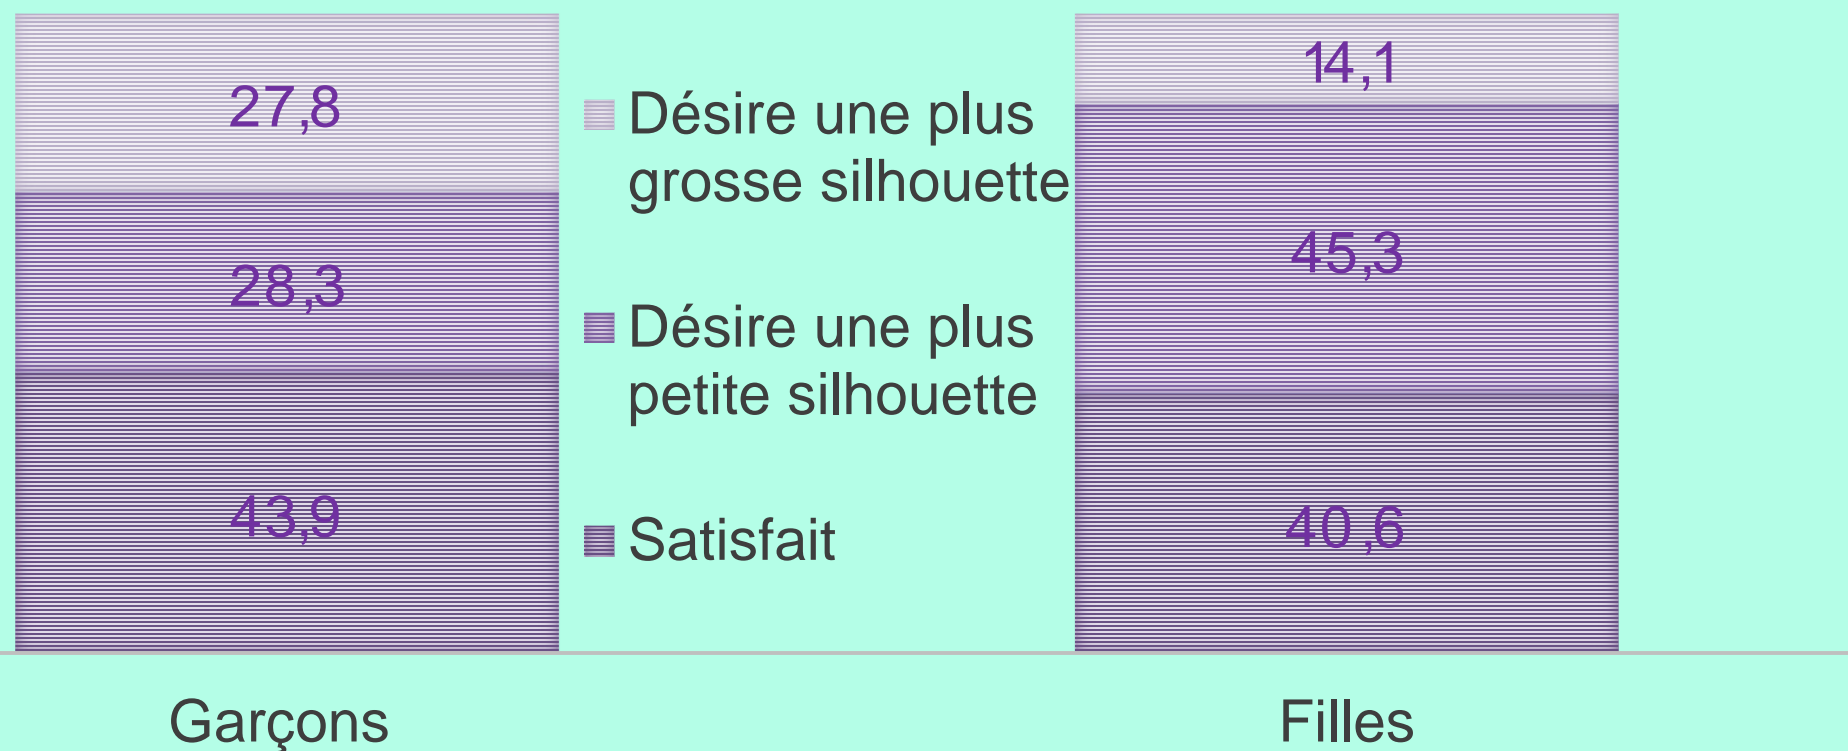 27,8
28,3
43,9
Désire une plus
grosse silhouette
Désire une plus
petite silhouette
Satisfait
14,1
45,3
40,6
Garçons
Filles